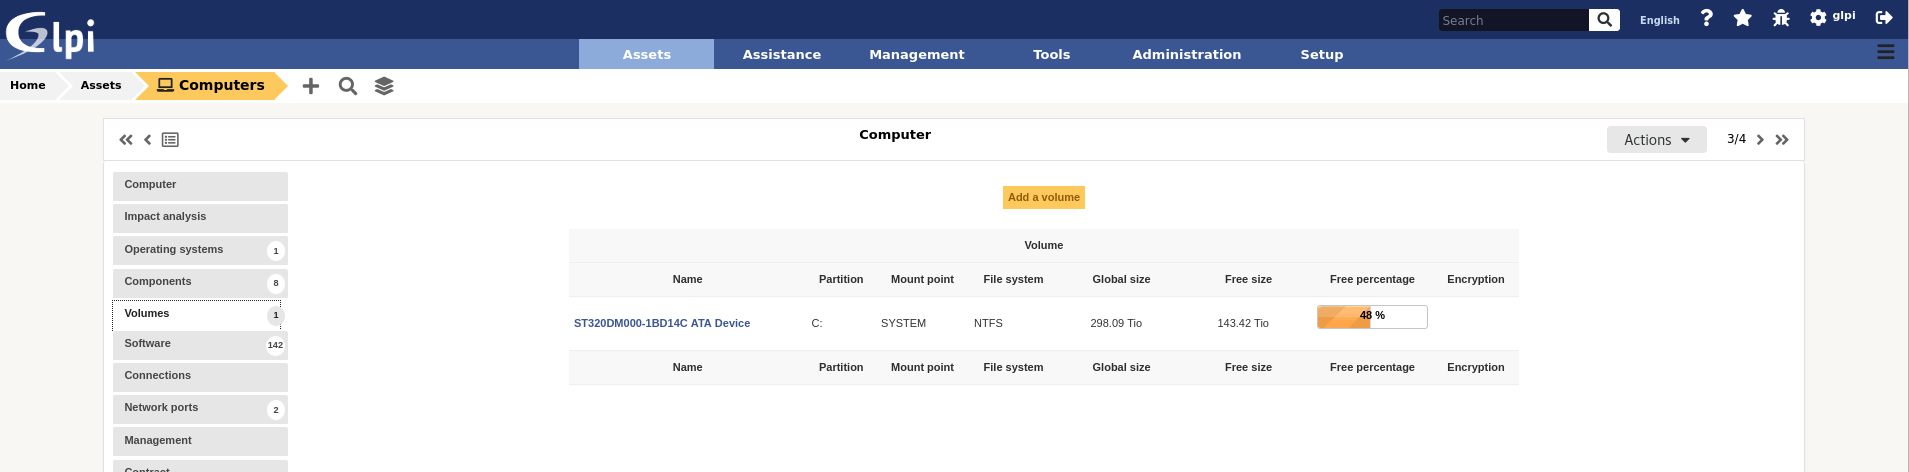 Glpi
Search
English
glpi
Assets Assistance Management Tools Administration Setup
Home Assets Computers
Computer
Actions
3/4
Computer
Impact analysis
Operating systems 1
Components 8
Volumes 1
Software 142
Connections
Network ports 2
Management
Contract
Add a volume
Volume
Name Partition Mount point File system Global size Free size Free percentage Encryption
ST320DM000-1BD14C ATA Device C: SYSTEM NTFS 298.09 Tio 143.42 Tio 48 %
Name Partition Mount point File system Global size Free size Free percentage Encryption